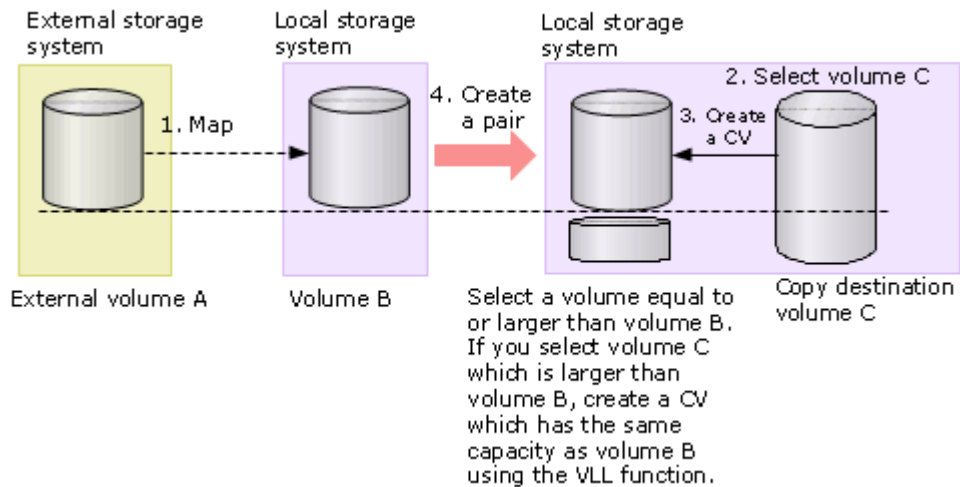 External storage
system
Local storage
system
Local storage
system
1. Map
4. Create
a pair
2. Select volume C
3. Create
a CV
External volume A
Volume B
Select a volume equal to
or larger than volume B.
If you select volume C
which is larger than
volume B, create a CV
which has the same
capacity as volume B
using the VLL function.
Copy destination
volume C